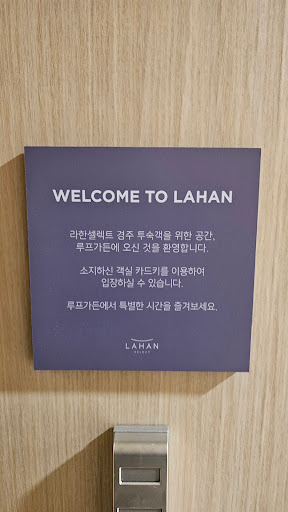 WELCOME TO LAHAN
라한셀렉트 경주 투숙객을 위한 공간,
루프가든에 오신 것을 환영합니다.
소지하신 객실 카드키를 이용하여
입장하실 수 있습니다.
루프가든에서 특별한 시간을 즐겨보세요.
LAHAN
SELECT